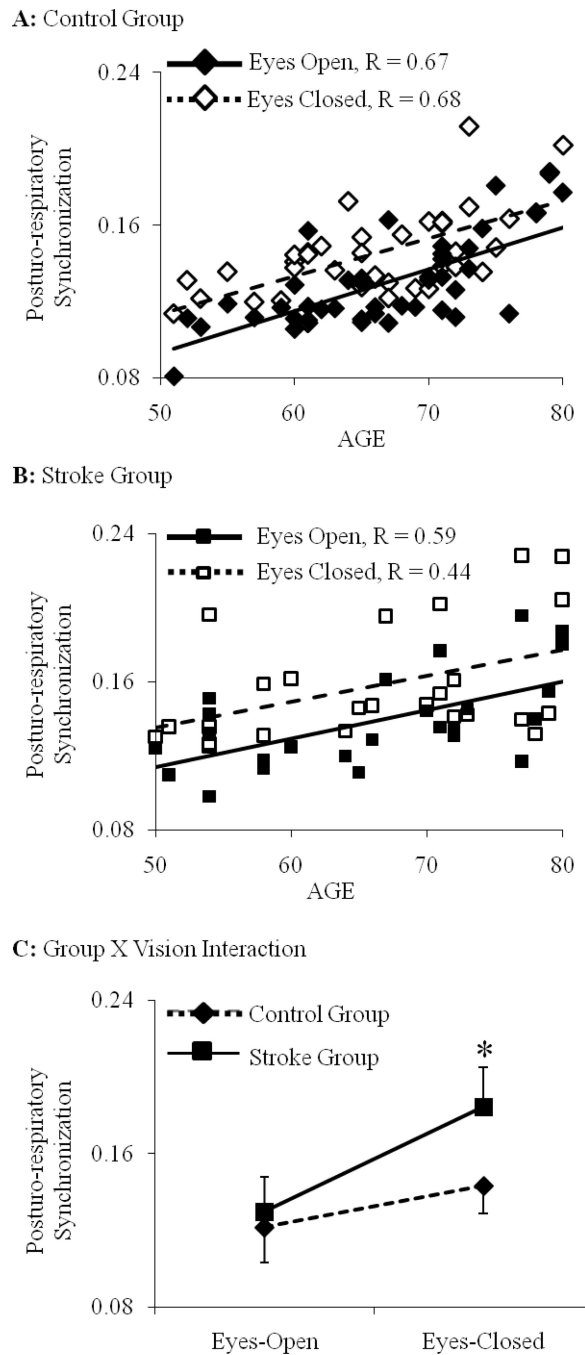 A: Control Group
0.24
Eyes Open, R = 0.67
Eyes Closed, R = 0.68
Posturo-respiratory
Synchronization
0.16
0.08
50 60 70 80
AGE
B: Stroke Group
0.24
Eyes Open, R = 0.59
Eyes Closed, R = 0.44
Posturo-respiratory
Synchronization
0.16
0.08
50 60 70 80
AGE
C: Group X Vision Interaction
0.24
Control Group
Stroke Group
*
Posturo-respiratory
Synchronization
0.16
0.08
Eyes-Open Eyes-Closed